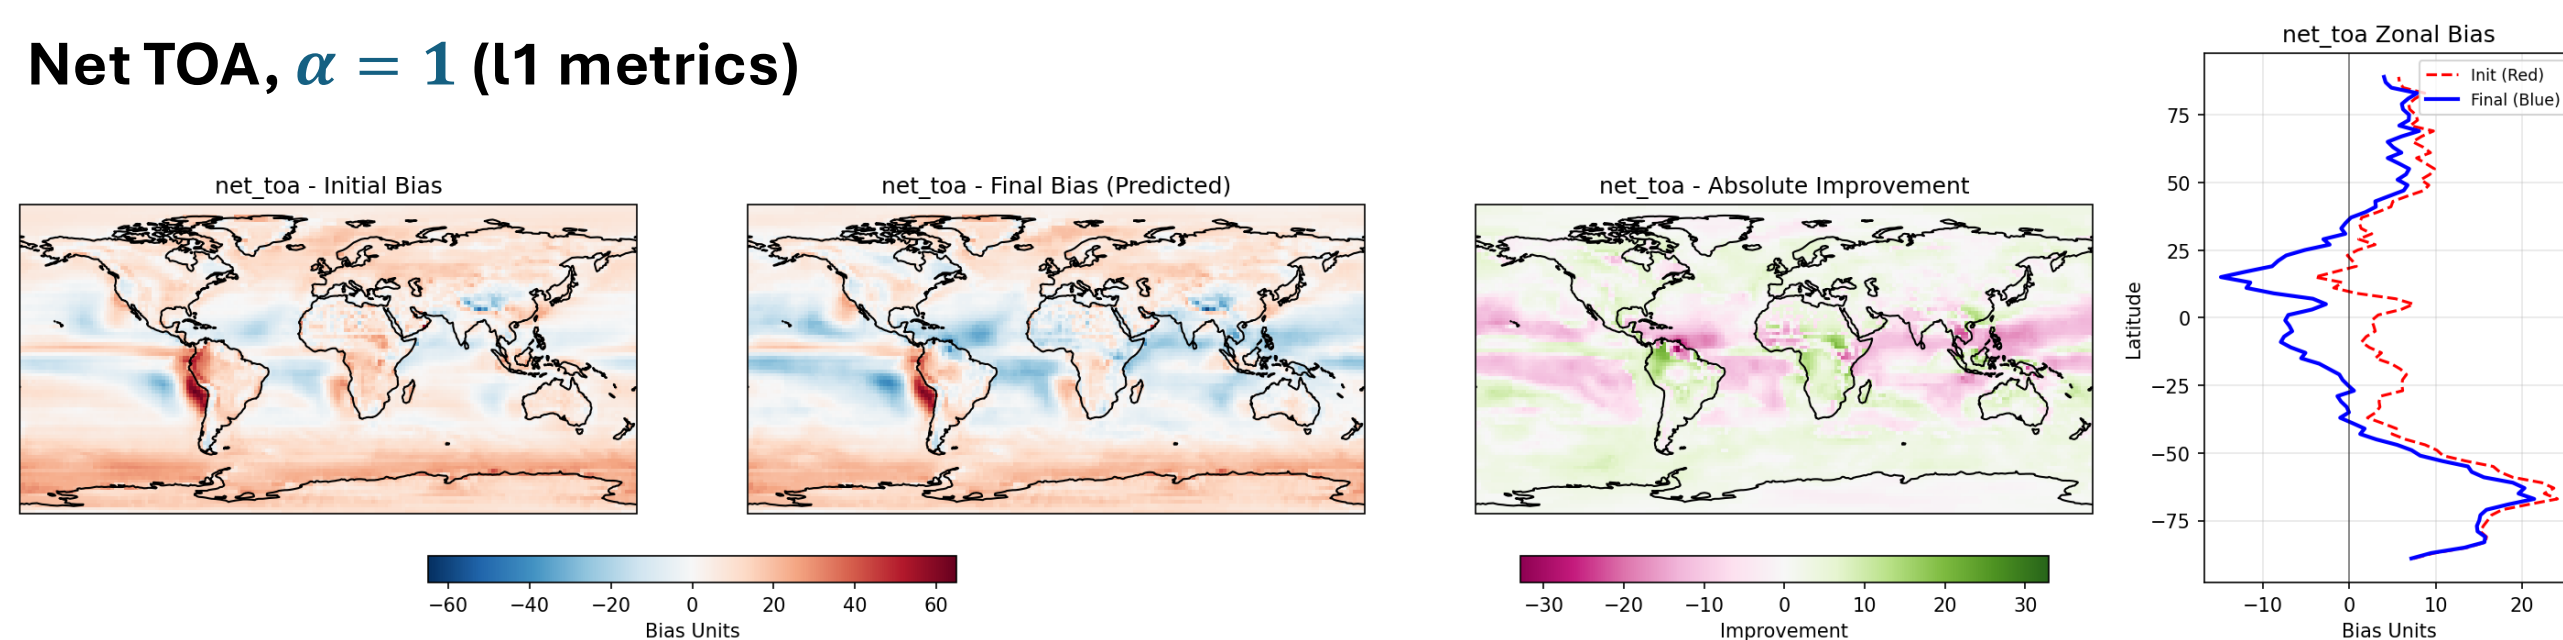 Net TOA, α = 1 (l1 metrics)
net_toa - Initial Bias
net_toa - Final Bias (Predicted)
−60 −40 −20 0 20 40 60
Bias Units
net_toa - Absolute Improvement
−30 −20 −10 0 10 20 30
Improvement
net_toa Zonal Bias
Init (Red)
Final (Blue)
Latitude
75
50
25
0
−25
−50
−75
−10 0 10 20
Bias Units